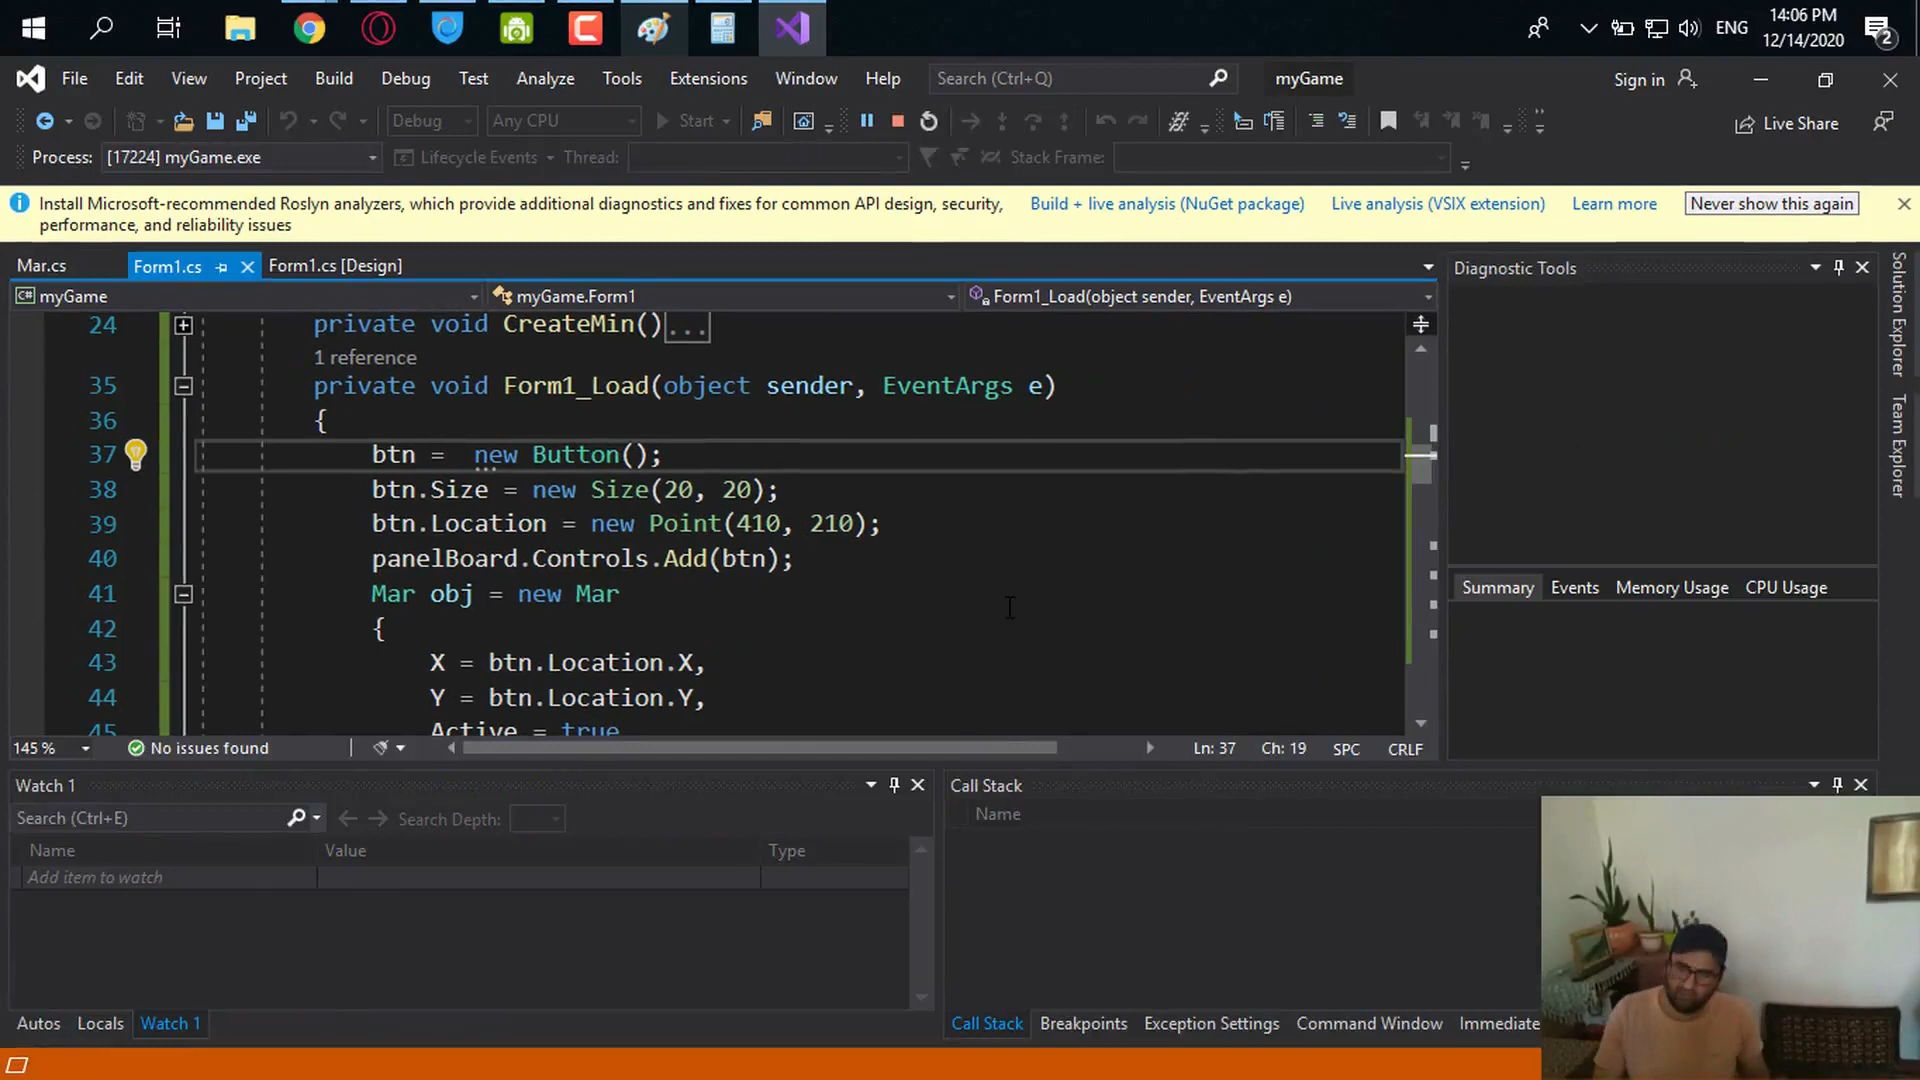 ENG
14:06 PM
12/14/2020
2
File Edit View Project Build Debug Test Analyze Tools Extensions Window Help
Search (Ctrl+Q)
myGame
Sign in
Debug
Any CPU
Start
Live Share
Process: [17224] myGame.exe
Lifecycle Events
Thread:
Stack Frame:
Install Microsoft-recommended Roslyn analyzers, which provide additional diagnostics and fixes for common API design, security,
performance, and reliability issues
Build + live analysis (NuGet package)
Live analysis (VSIX extension)
Learn more
Never show this again
Mar.cs
Form1.cs
Form1.cs [Design]
C# myGame
myGame.Form1
Form1_Load(object sender, EventArgs e)
24 private void CreateMin()...
1 reference
35 private void Form1_Load(object sender, EventArgs e)
36 {
37 btn = new Button();
38 btn.Size = new Size(20, 20);
39 btn.Location = new Point(410, 210);
40 panelBoard.Controls.Add(btn);
41 Mar obj = new Mar
42 {
43 X = btn.Location.X,
44 Y = btn.Location.Y,
45 Active = true
145 %
No issues found
Ln: 37 Ch: 19 SPC CRLF
Diagnostic Tools
Summary Events Memory Usage CPU Usage
Solution Explorer
Team Explorer
Watch 1
Search (Ctrl+E)
Search Depth:
Name Value Type
Add item to watch
Autos Locals Watch 1
Call Stack
Name
Call Stack Breakpoints Exception Settings Command Window Immediate